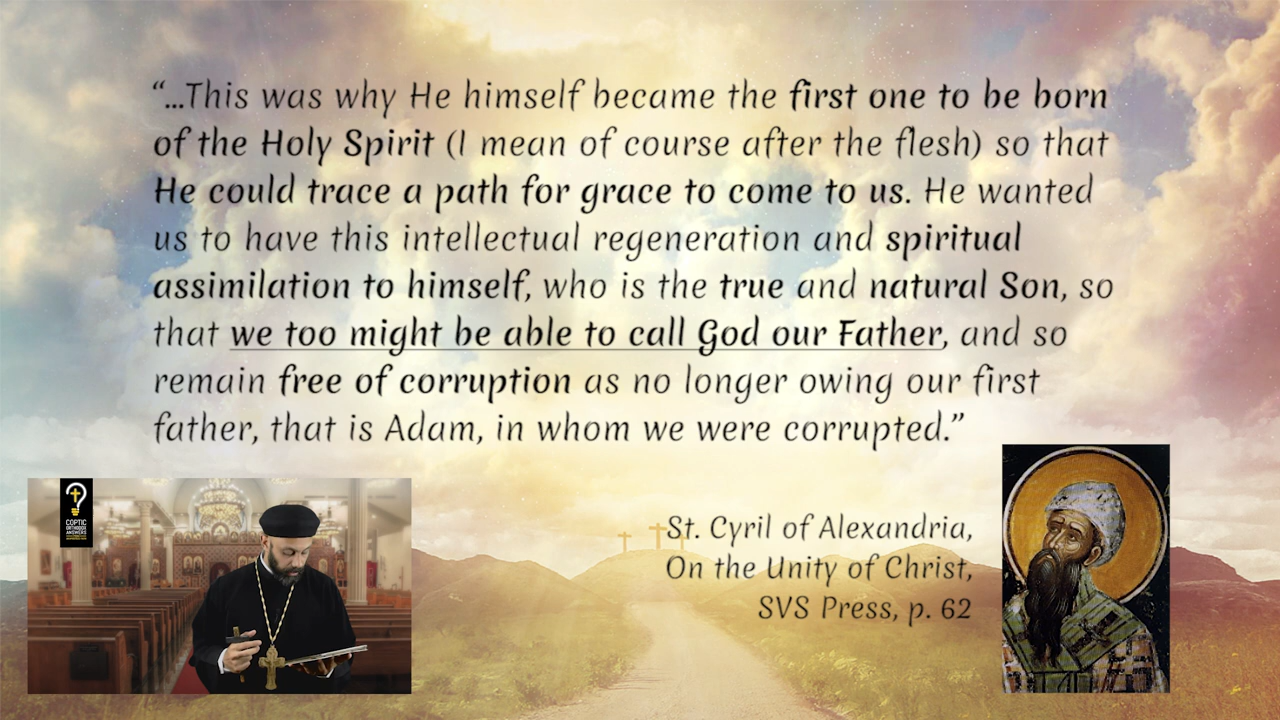 “...This was why He himself became the first one to be born
of the Holy Spirit (I mean of course after the flesh) so that
He could trace a path for grace to come to us. He wanted
us to have this intellectual regeneration and spiritual
assimilation to himself, who is the true and natural Son, so
that we too might be able to call God our Father, and so
remain free of corruption as no longer owing our first
father, that is Adam, in whom we were corrupted.”
St. Cyril of Alexandria,
On the Unity of Christ,
SVS Press, p. 62
COPTIC
ORTHODOX
ANSWERS